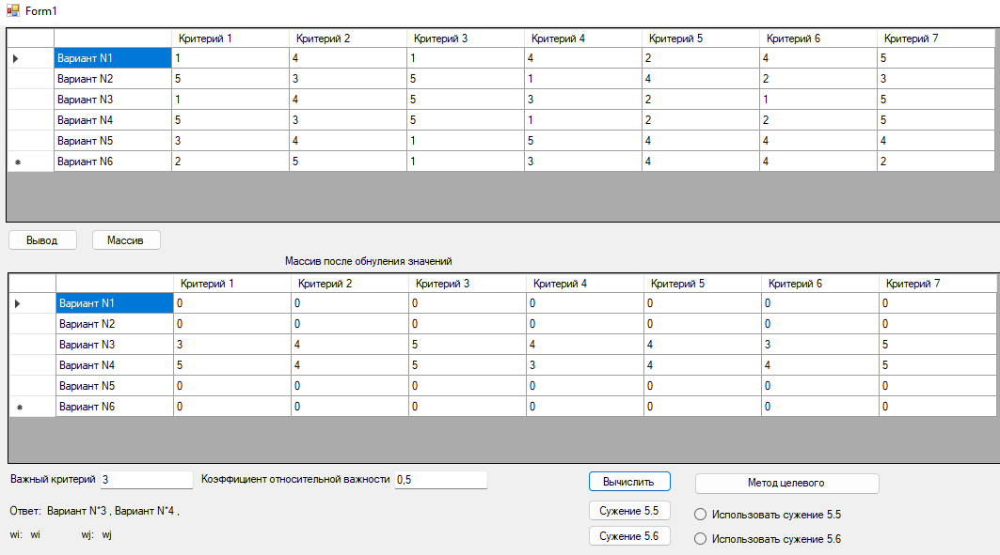 Form1
Критерий 1 Критерий 2 Критерий 3 Критерий 4 Критерий 5 Критерий 6 Критерий 7
Вариант N1 1 4 1 4 2 4 5
Вариант N2 5 3 5 1 4 2 3
Вариант N3 1 4 5 3 2 1 5
Вариант N4 5 3 5 1 2 2 5
Вариант N5 3 4 1 5 4 4 4
Вариант N6 2 5 1 3 4 4 2
Вывод Массив
Массив после обнуления значений
Критерий 1 Критерий 2 Критерий 3 Критерий 4 Критерий 5 Критерий 6 Критерий 7
Вариант N1 0 0 0 0 0 0 0
Вариант N2 0 0 0 0 0 0 0
Вариант N3 3 4 5 4 4 3 5
Вариант N4 5 4 5 3 4 4 5
Вариант N5 0 0 0 0 0 0 0
Вариант N6 0 0 0 0 0 0 0
Важный критерий 3 Коэффициент относительной важности 0,5 Вычислить Метод целевого
Ответ: Вариант N*3 , Вариант N*4 , Сужение 5.5 Использовать сужение 5.5
wi: wi wj: wj Сужение 5.6 Использовать сужение 5.6